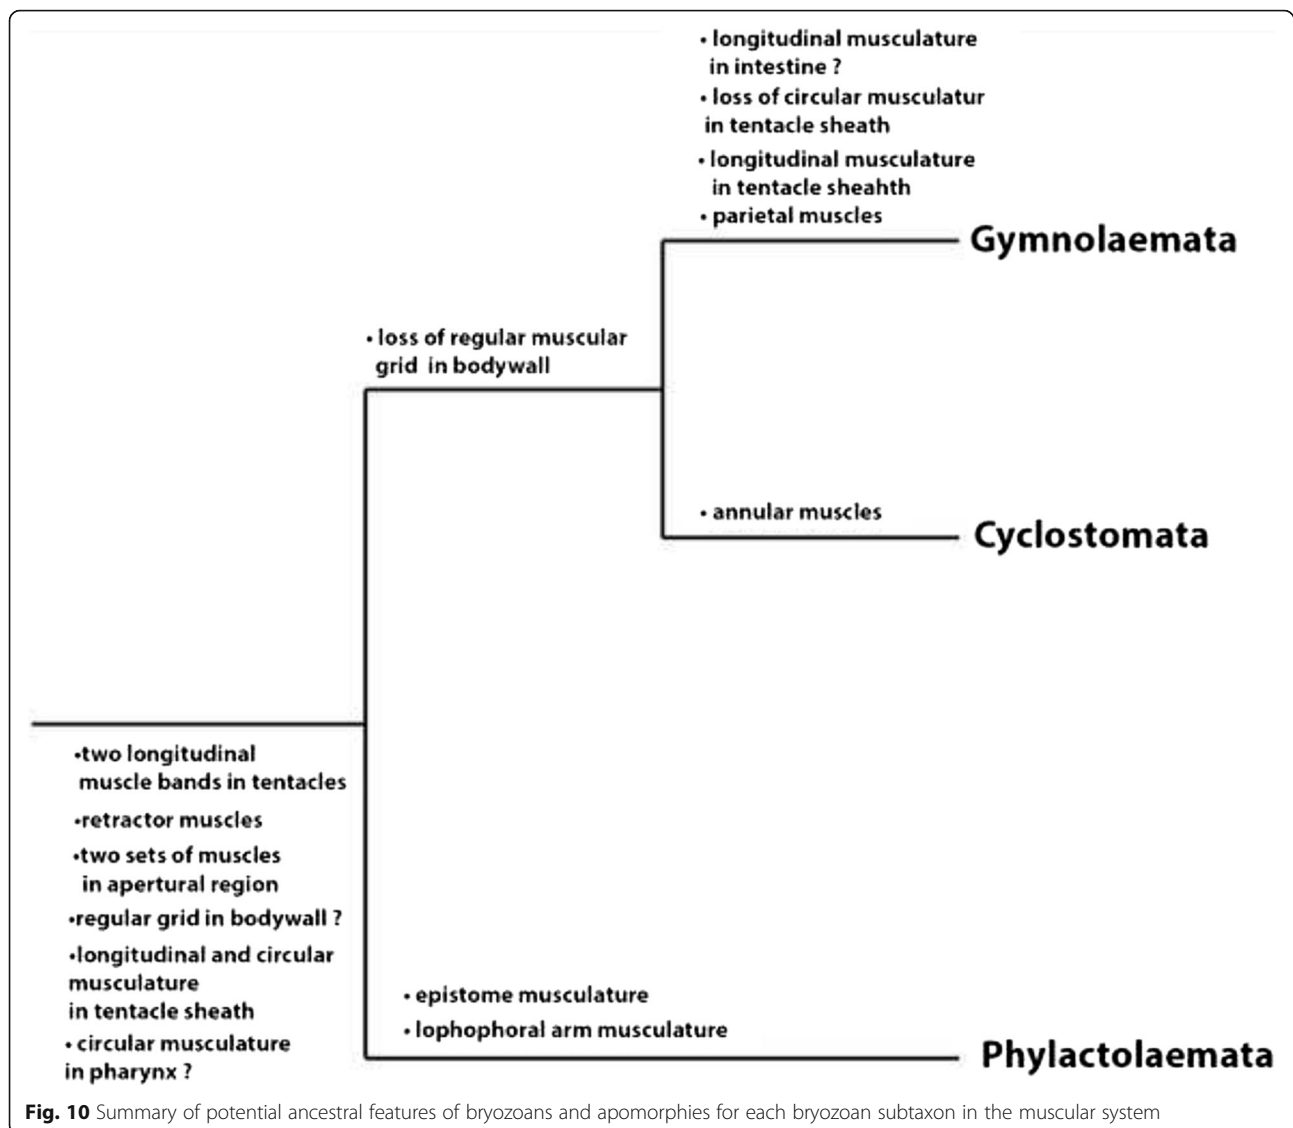 • longitudinal musculature
in intestine ?
• loss of circular musculatur
in tentacle sheath
• longitudinal musculature
in tentacle sheahth
• parietal muscles
Gymnolaemata
• loss of regular muscular
grid in bodywall
• annular muscles
Cyclostomata
•two longitudinal
muscle bands in tentacles
•retractor muscles
•two sets of muscles
in apertural region
•regular grid in bodywall ?
•longitudinal and circular
musculature
in tentacle sheath
• circular musculature
in pharynx ?
• epistome musculature
• lophophoral arm musculature
Phylactolaemata
Fig. 10 Summary of potential ancestral features of bryozoans and apomorphies for each bryozoan subtaxon in the muscular system